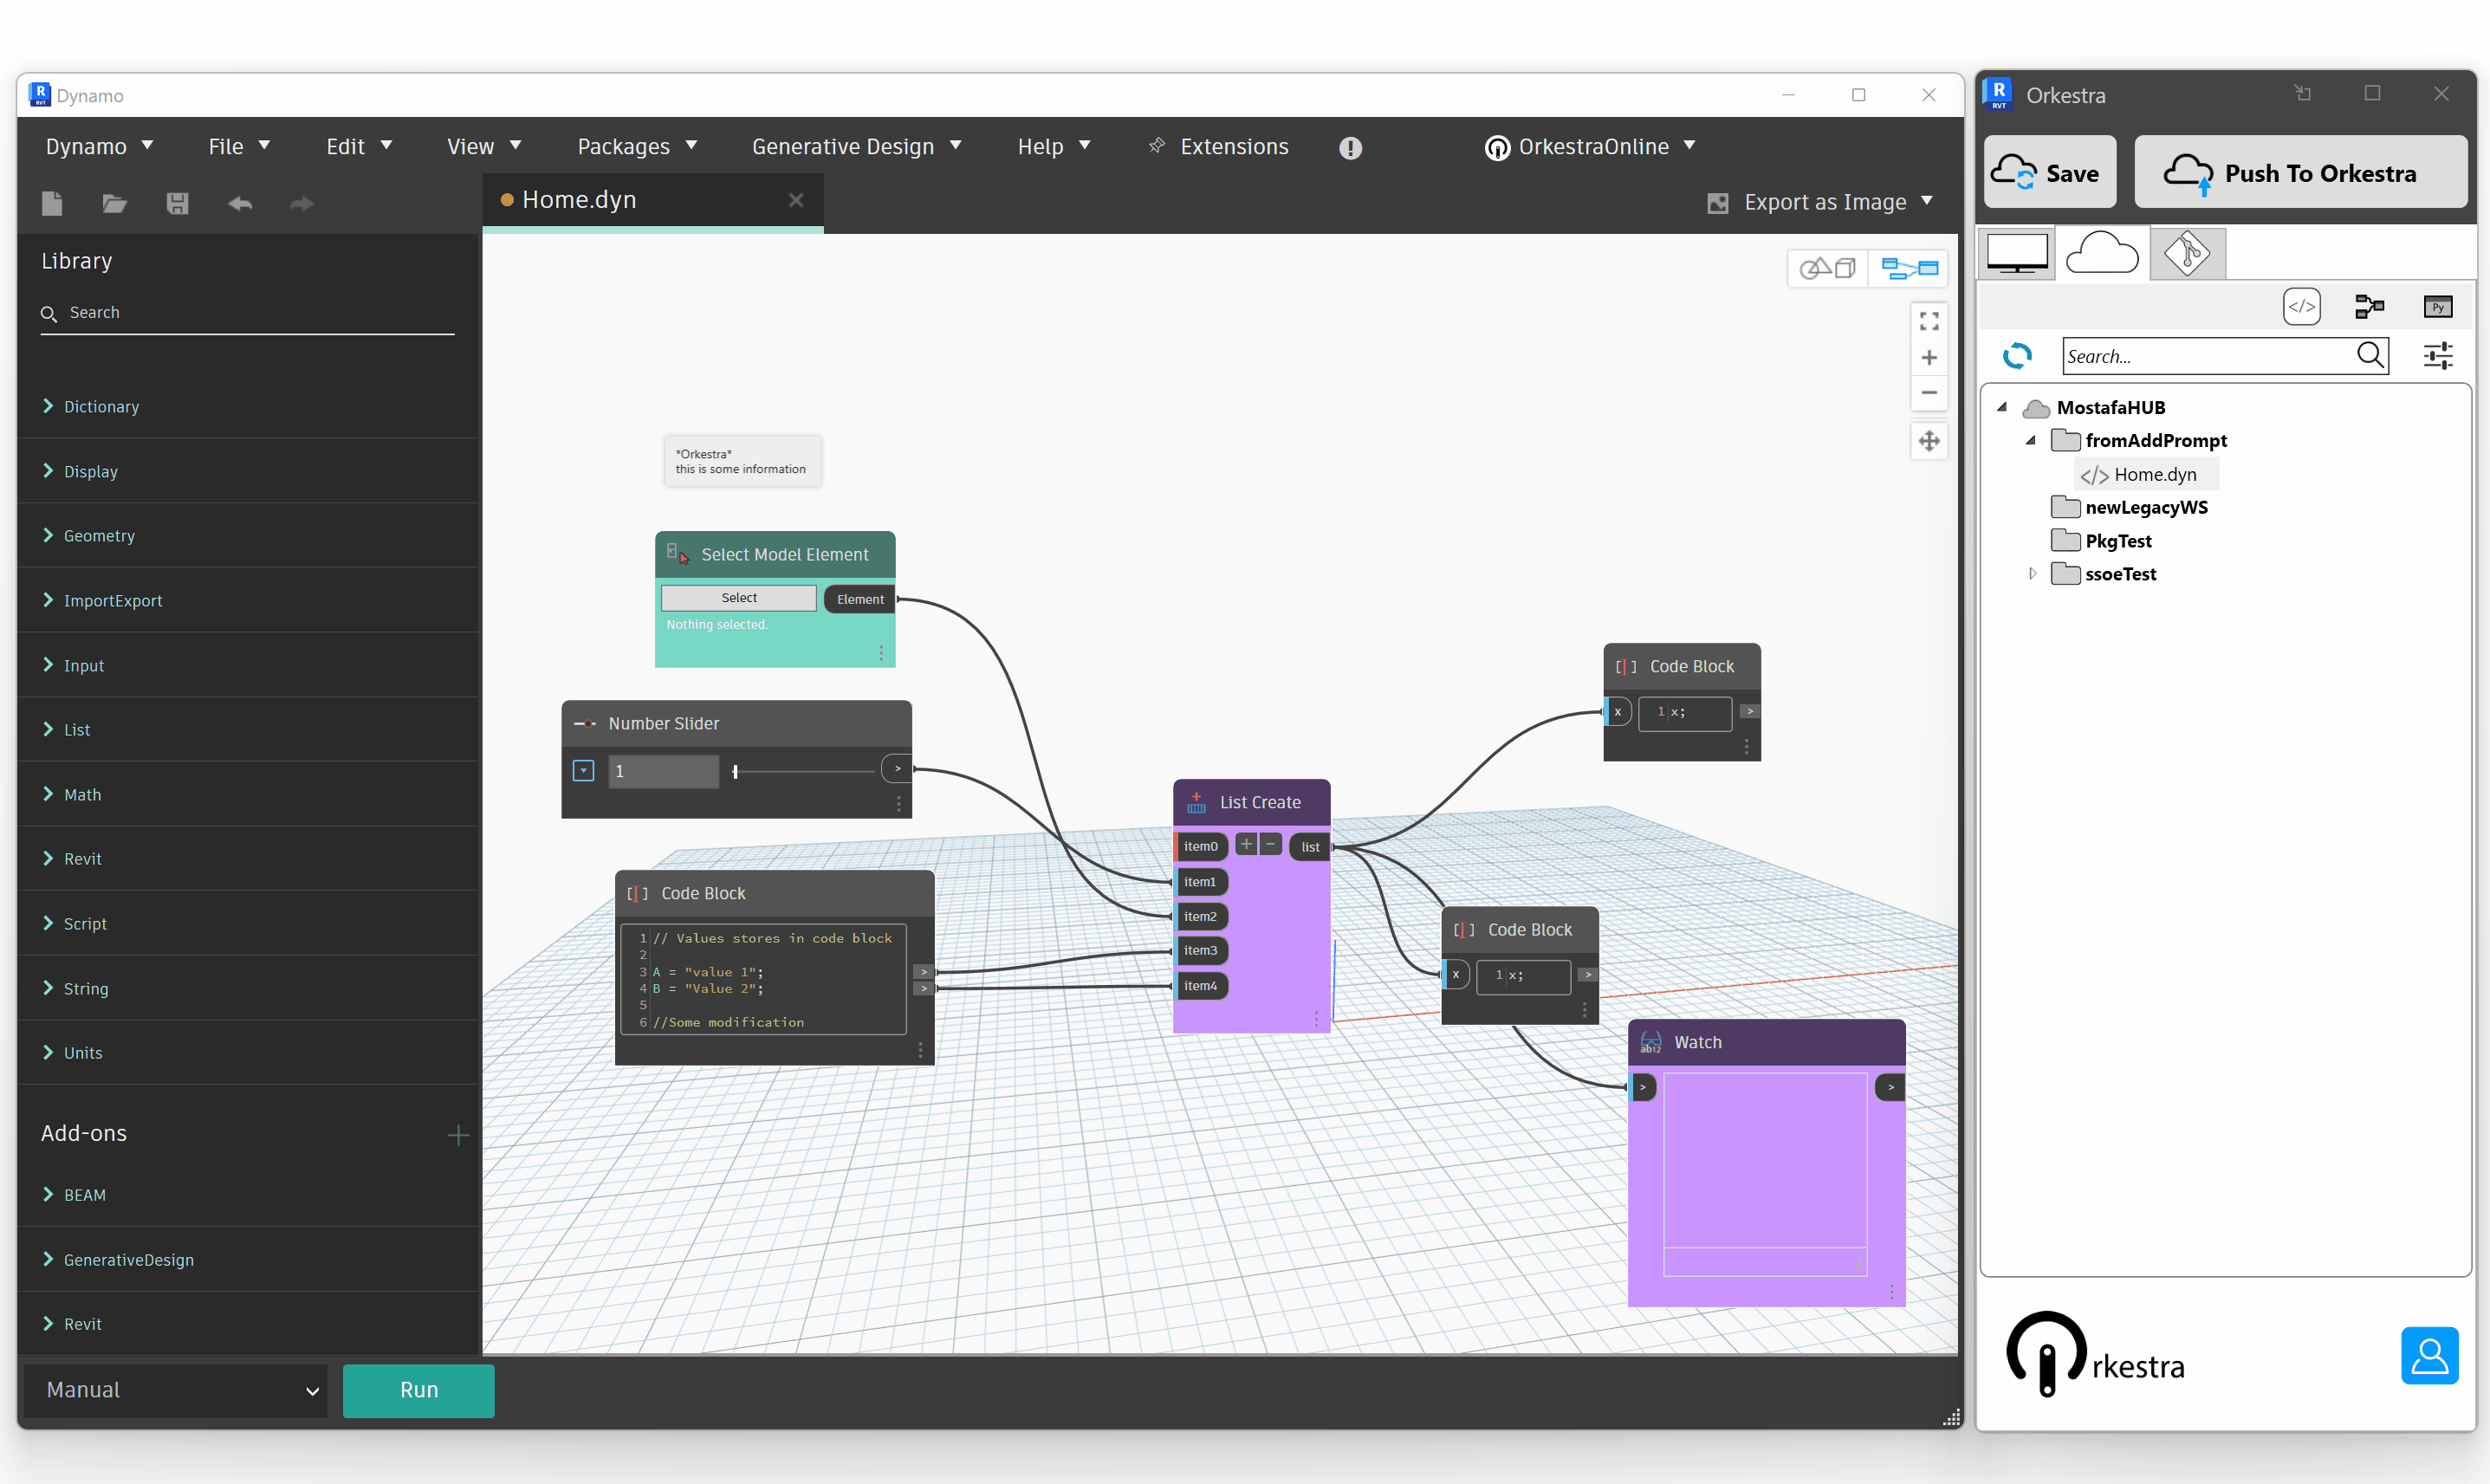 R
RVT
Dynamo
Dynamo
File
Edit
View
Packages
Generative Design
Help
Extensions
OrkestraOnline
Home.dyn
Export as Image
Library
Search
Dictionary
Display
Geometry
ImportExport
Input
List
Math
Revit
Script
String
Units
Add-ons
BEAM
GenerativeDesign
Revit
Manual
Run
*Orkestra*
this is some information
Select Model Element
Select
Element
Nothing selected.
Number Slider
1
>
Code Block
1 // Values stores in code block
2
3 A = "value 1"; >
4 B = "Value 2"; >
5
6 //Some modification
List Create
item0 + − list
item1
item2
item3
item4
Code Block
x 1 x; >
Code Block
x 1 x; >
ab12 Watch
> >
R
RVT
Orkestra
Save
Push To Orkestra
</>
Py
Search...
MostafaHUB
fromAddPrompt
</> Home.dyn
newLegacyWS
PkgTest
ssoeTest
rkestra